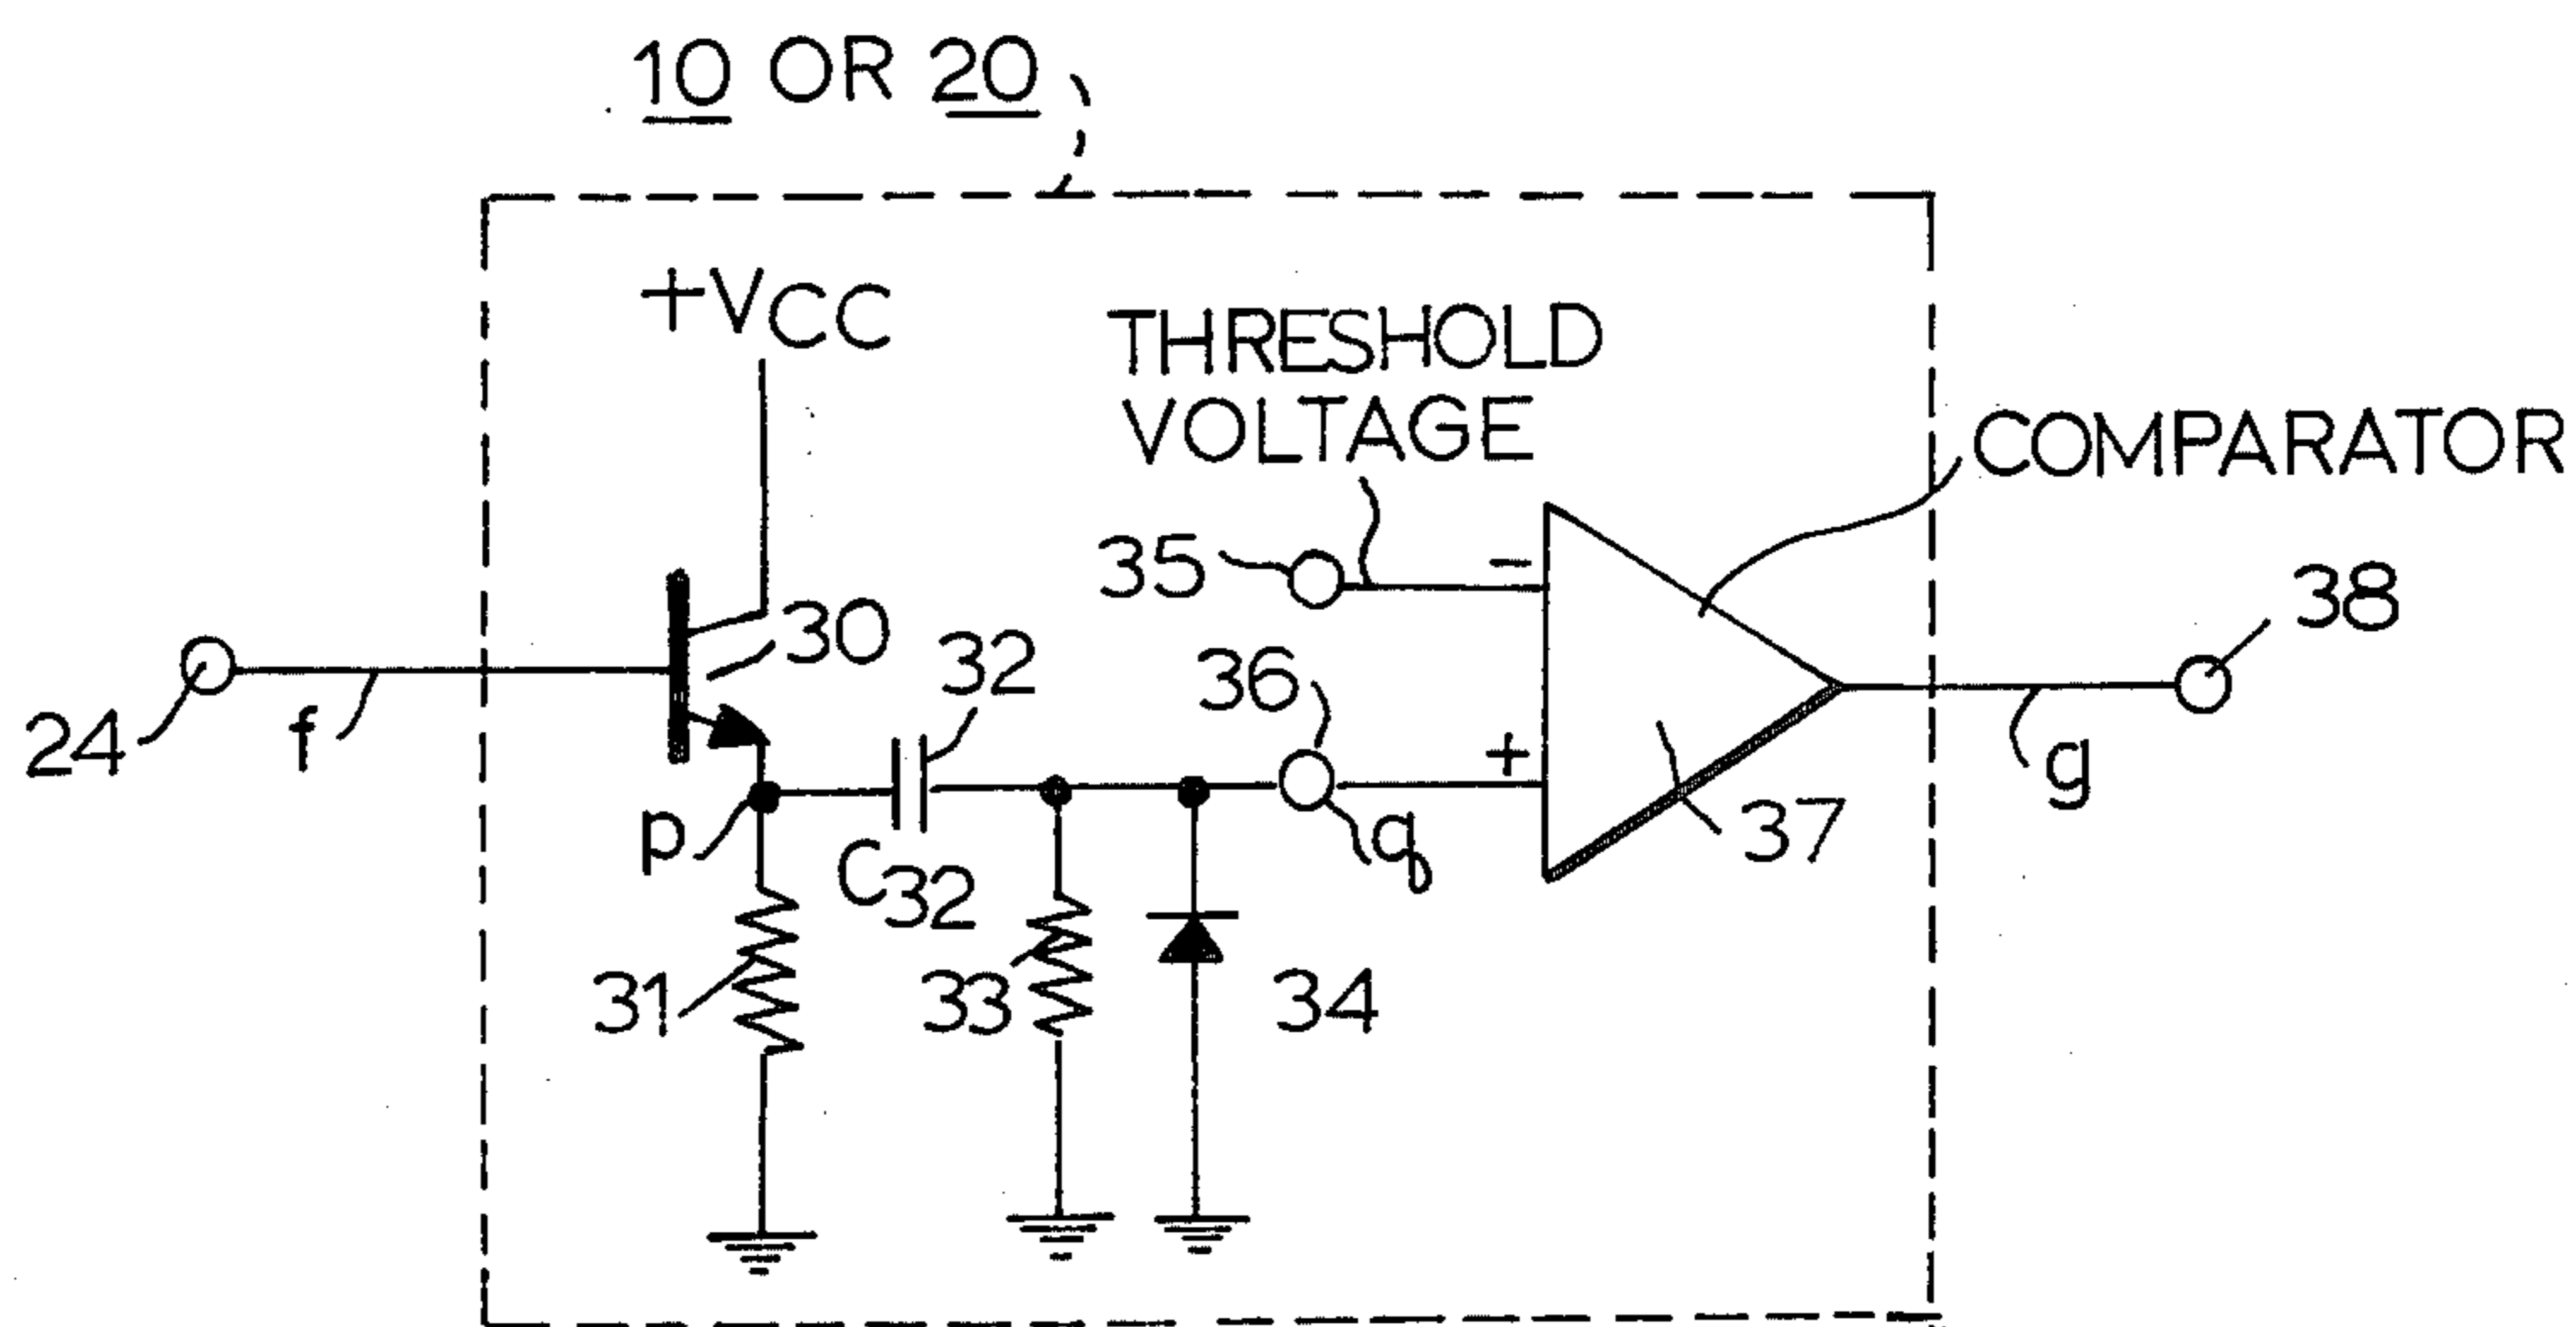 10 OR 20
+VCC
THRESHOLD
VOLTAGE
COMPARATOR
35
−
38
30
32
36
24
f
+
g
p
C32
q
37
31
33
34